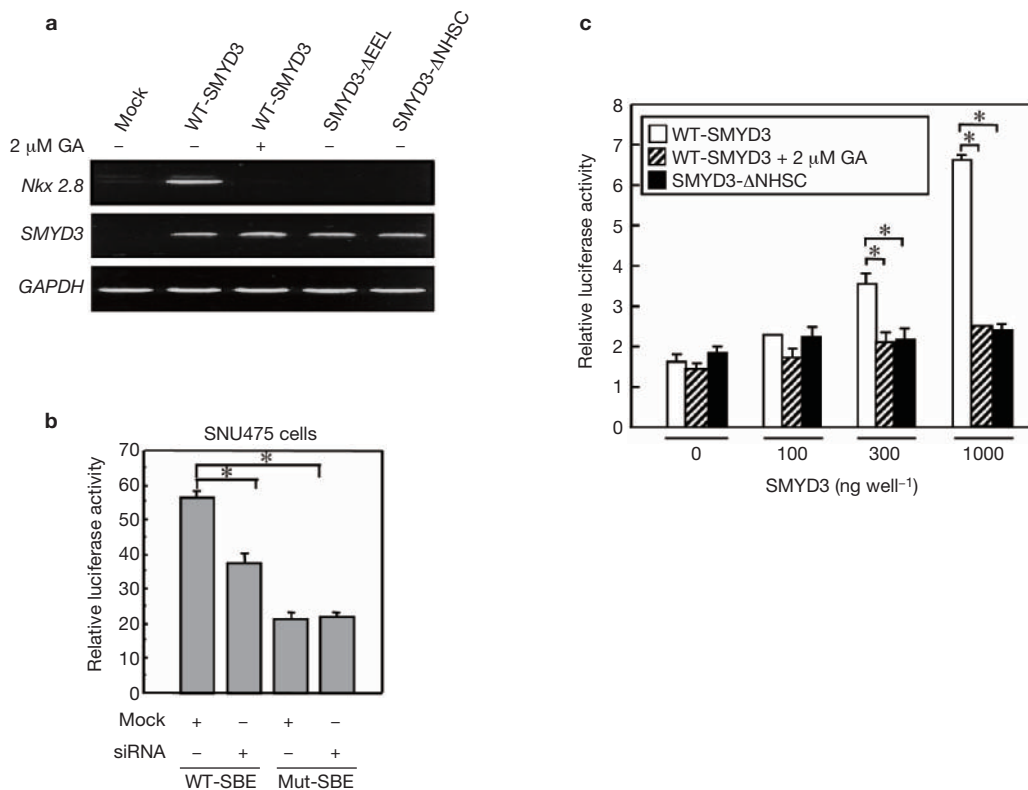 a
Mock
WT-SMYD3
WT-SMYD3
SMYD3-ΔEEL
SMYD3-ΔNHSC
2 μM GA – – + – –
Nkx 2.8
SMYD3
GAPDH
b
SNU475 cells
Relative luciferase activity
70
60
50
40
30
20
10
0
* *
Mock + – + –
siRNA – + – +
WT-SBE Mut-SBE
c
Relative luciferase activity
8
7
6
5
4
3
2
1
0
WT-SMYD3
WT-SMYD3 + 2 μM GA
SMYD3-ΔNHSC
* *
* *
0 100 300 1000
SMYD3 (ng well⁻¹)